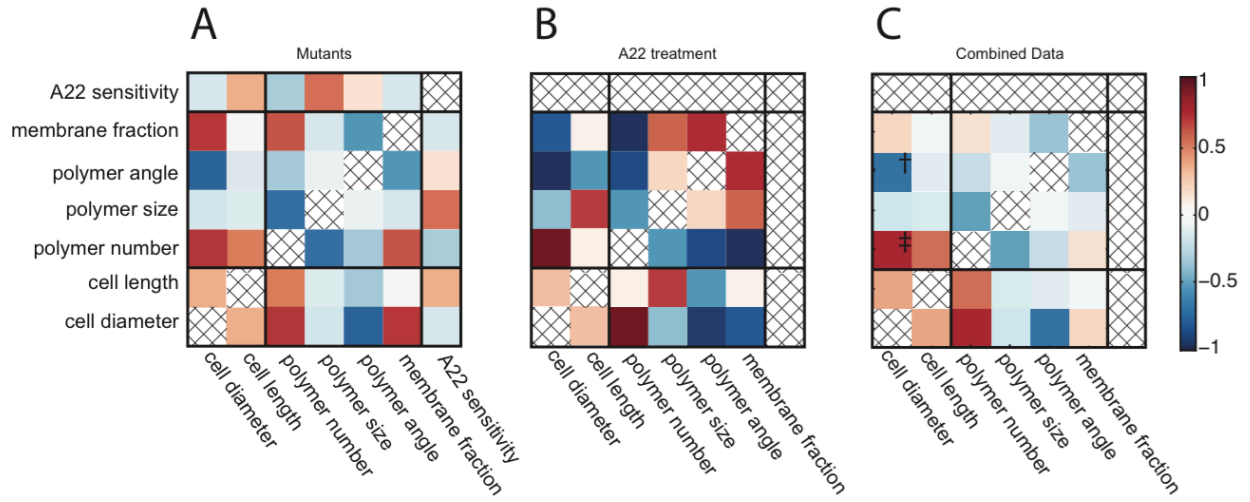 A
B
C
Mutants
A22 treatment
Combined Data
A22 sensitivity
membrane fraction
polymer angle
polymer size
polymer number
cell length
cell diameter
cell diameter
cell length
polymer number
polymer size
polymer angle
membrane fraction
A22 sensitivity
cell diameter
cell length
polymer number
polymer size
polymer angle
membrane fraction
†
‡
cell diameter
cell length
polymer number
polymer size
polymer angle
membrane fraction
1
0.5
0
−0.5
−1